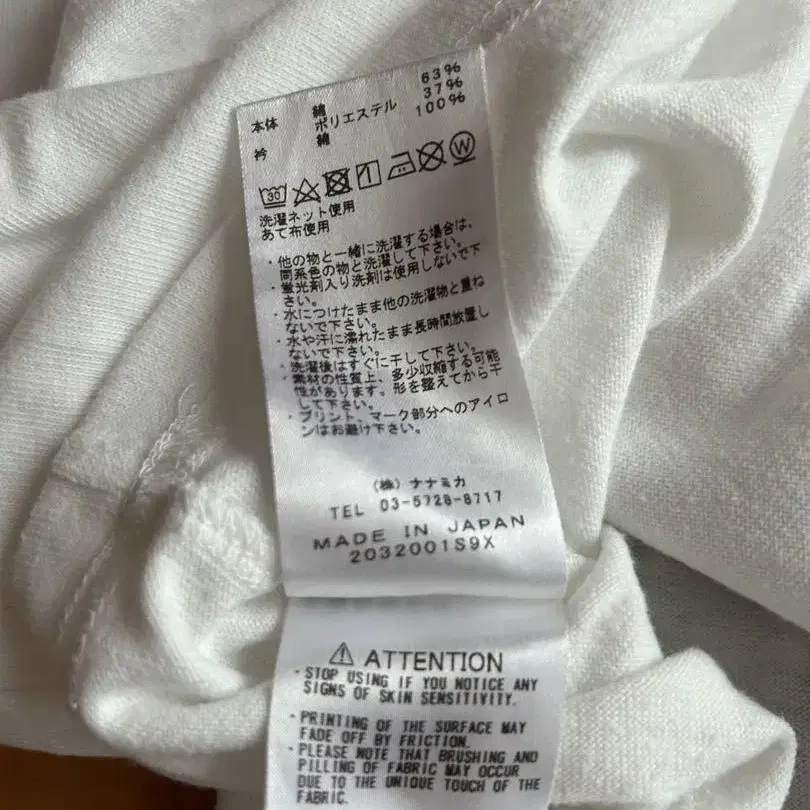 本体 綿 63%
ポリエステル 37%
衿 綿 100%
30 W
洗濯ネット使用
あて布使用
・他の物と一緒に洗濯する場合は、
同系色の物と洗濯して下さい。
・蛍光剤入り洗剤は使用しないで下
さい。
・水につけたまま他の洗濯物と重ね
ないで下さい。
・水や汗に濡れたまま長時間放置し
ないで下さい。
・洗濯後はすぐに干して下さい。
・素材の性質上、多少収縮する可能
性があります。形を整えてから干
して下さい。
・プリント、マーク部分へのアイロ
ンはお避け下さい。
(株) ナナミカ
TEL 03-5728-8717
MADE IN JAPAN
2032001S9X
⚠ ATTENTION
・STOP USING IF YOU NOTICE ANY
SIGNS OF SKIN SENSITIVITY.
・PRINTING OF THE SURFACE MAY
FADE OFF BY FRICTION.
・PLEASE NOTE THAT BRUSHING AND
PILLING OF FABRIC MAY OCCUR
DUE TO THE UNIQUE TOUCH OF THE
FABRIC.